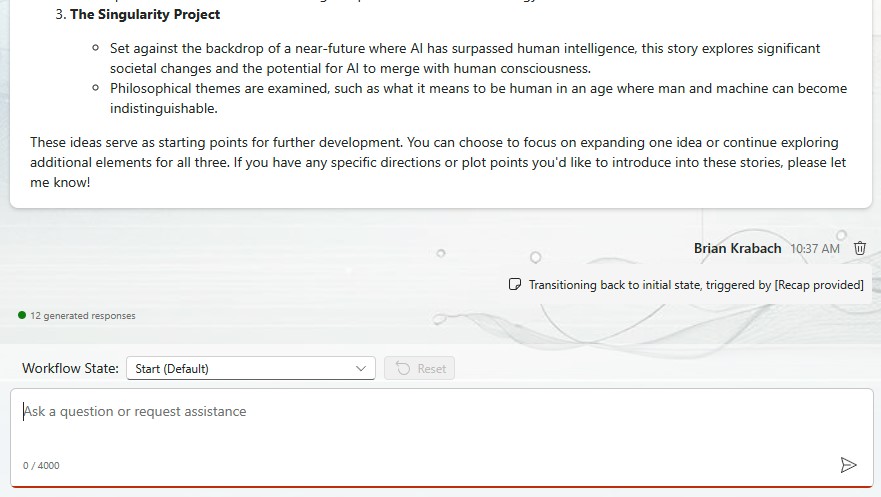 3. The Singularity Project
Set against the backdrop of a near-future where AI has surpassed human intelligence, this story explores significant
societal changes and the potential for AI to merge with human consciousness.
Philosophical themes are examined, such as what it means to be human in an age where man and machine can become
indistinguishable.
These ideas serve as starting points for further development. You can choose to focus on expanding one idea or continue exploring
additional elements for all three. If you have any specific directions or plot points you'd like to introduce into these stories, please let
me know!
Brian Krabach 10:37 AM
Transitioning back to initial state, triggered by [Recap provided]
12 generated responses
Workflow State: Start (Default) Reset
Ask a question or request assistance
0 / 4000